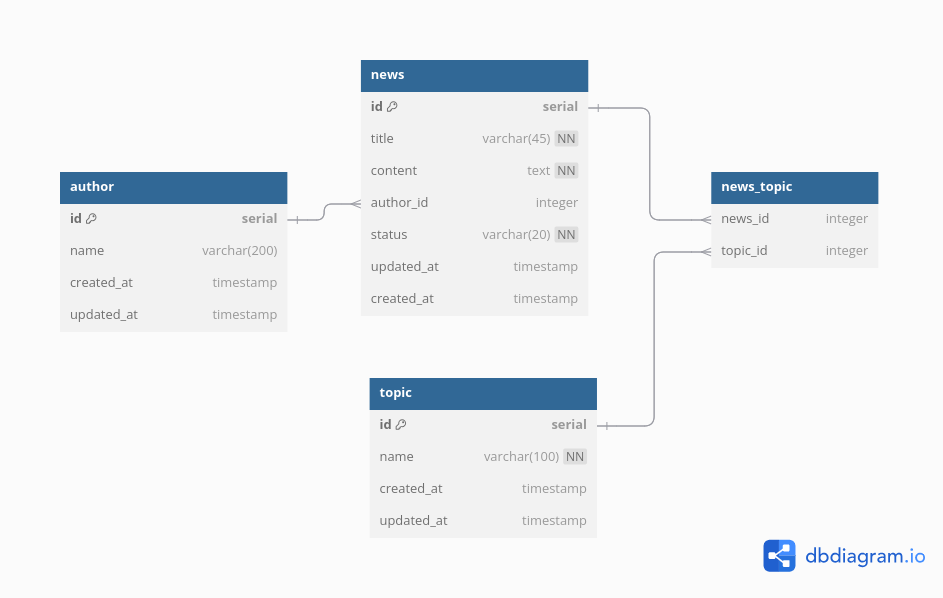 author
id serial
name varchar(200)
created_at timestamp
updated_at timestamp
news
id serial
title varchar(45) NN
content text NN
author_id integer
status varchar(20) NN
updated_at timestamp
created_at timestamp
topic
id serial
name varchar(100) NN
created_at timestamp
updated_at timestamp
news_topic
news_id integer
topic_id integer
dbdiagram.io